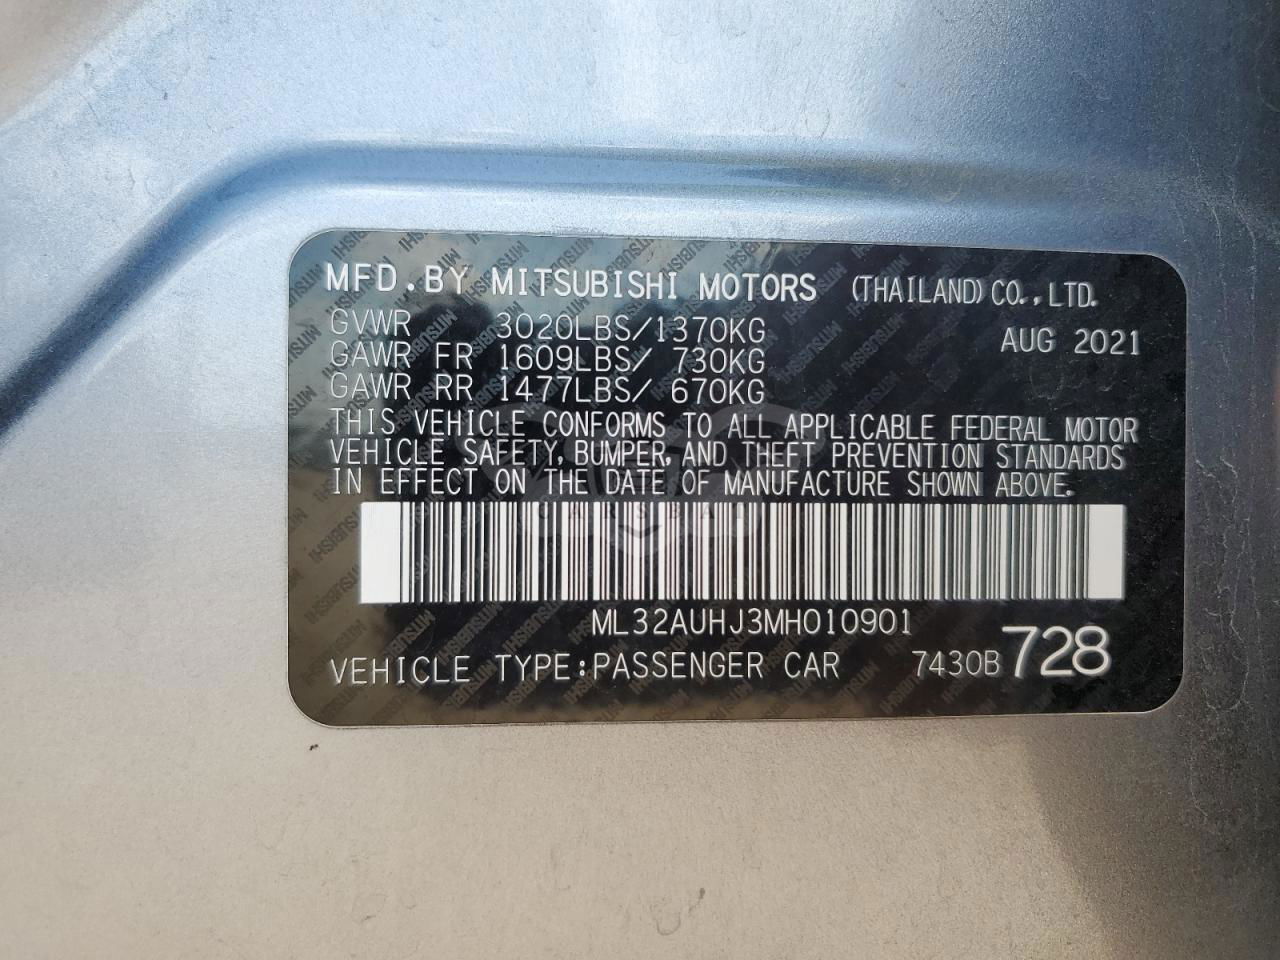 MFD.BY MITSUBISHI MOTORS (THAILAND)CO.,LTD.
GVWR 3020LBS/1370KG AUG 2021
GAWR FR 1609LBS/ 730KG
GAWR RR 1477LBS/ 670KG
THIS VEHICLE CONFORMS TO ALL APPLICABLE FEDERAL MOTOR
VEHICLE SAFETY, BUMPER, AND THEFT PREVENTION STANDARDS
IN EFFECT ON THE DATE OF MANUFACTURE SHOWN ABOVE.
ML32AUHJ3MH010901
VEHICLE TYPE:PASSENGER CAR 7430B 728